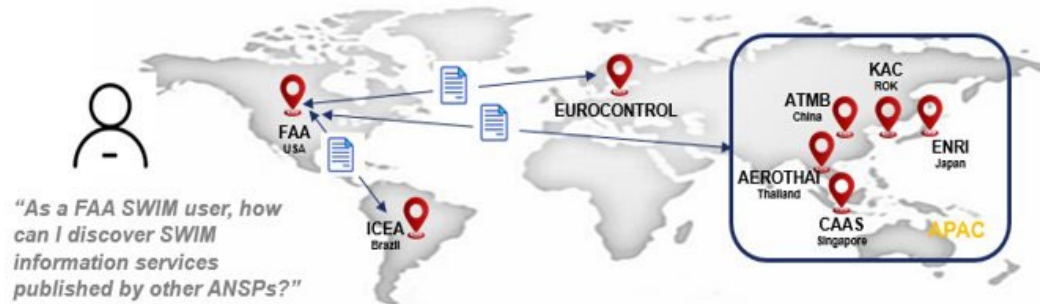 FAA
USA
EUROCONTROL
KAC
ROK
ATMB
China
ENRI
Japan
AEROTHAI
Thailand
CAAS
Singapore
APAC
ICEA
Brazil
“As a FAA SWIM user, how
can I discover SWIM
information services
published by other ANSPs?”